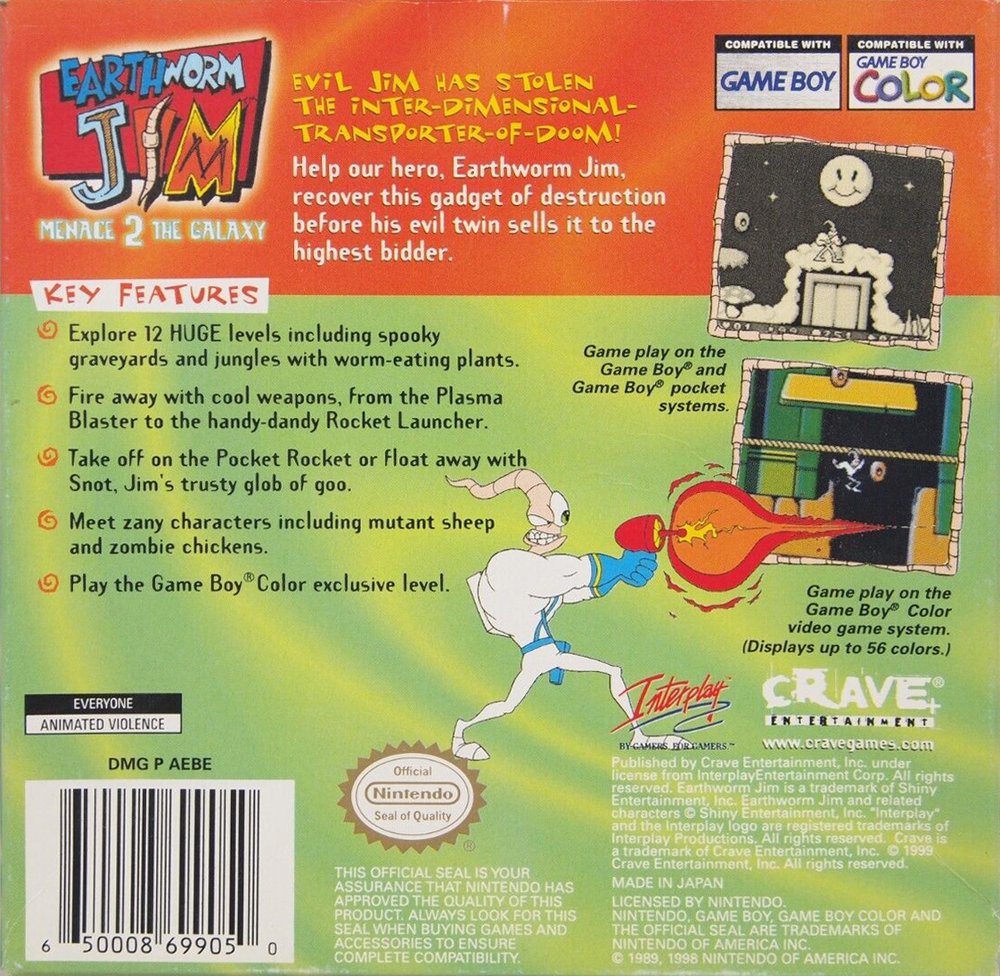 EARTHWORM
JIM
MENACE 2 THE GALAXY
EVIL JIM HAS STOLEN
THE INTER-DIMENSIONAL-
TRANSPORTER-OF-DOOM!
Help our hero, Earthworm Jim,
recover this gadget of destruction
before his evil twin sells it to the
highest bidder.
COMPATIBLE WITH
GAME BOY
COMPATIBLE WITH
GAME BOY
COLOR
KEY FEATURES
Explore 12 HUGE levels including spooky
graveyards and jungles with worm-eating plants.
Fire away with cool weapons, from the Plasma
Blaster to the handy-dandy Rocket Launcher.
Take off on the Pocket Rocket or float away with
Snot, Jim's trusty glob of goo.
Meet zany characters including mutant sheep
and zombie chickens.
Play the Game Boy® Color exclusive level.
Game play on the
Game Boy® and
Game Boy® pocket
systems.
Game play on the
Game Boy® Color
video game system.
(Displays up to 56 colors.)
EVERYONE
ANIMATED VIOLENCE
DMG P AEBE
6 50008 69905 0
Official
Nintendo
Seal of Quality
®
THIS OFFICIAL SEAL IS YOUR
ASSURANCE THAT NINTENDO HAS
APPROVED THE QUALITY OF THIS
PRODUCT. ALWAYS LOOK FOR THIS
SEAL WHEN BUYING GAMES AND
ACCESSORIES TO ENSURE
COMPLETE COMPATIBILITY.
Interplay
BY GAMERS. FOR GAMERS.™
CRAVE®
ENTERTAINMENT
www.cravegames.com
Published by Crave Entertainment, Inc. under
license from InterplayEntertainment Corp. All rights
reserved. Earthworm Jim is a trademark of Shiny
Entertainment, Inc. Earthworm Jim and related
characters © Shiny Entertainment, Inc. "Interplay"
and the Interplay logo are registered trademarks of
Interplay Productions. All rights reserved. Crave is
a trademark of Crave Entertainment, Inc. © 1999
Crave Entertainment, Inc. All rights reserved.
MADE IN JAPAN
LICENSED BY NINTENDO.
NINTENDO, GAME BOY, GAME BOY COLOR AND
THE OFFICIAL SEAL ARE TRADEMARKS OF
NINTENDO OF AMERICA INC.
© 1989, 1998 NINTENDO OF AMERICA INC.